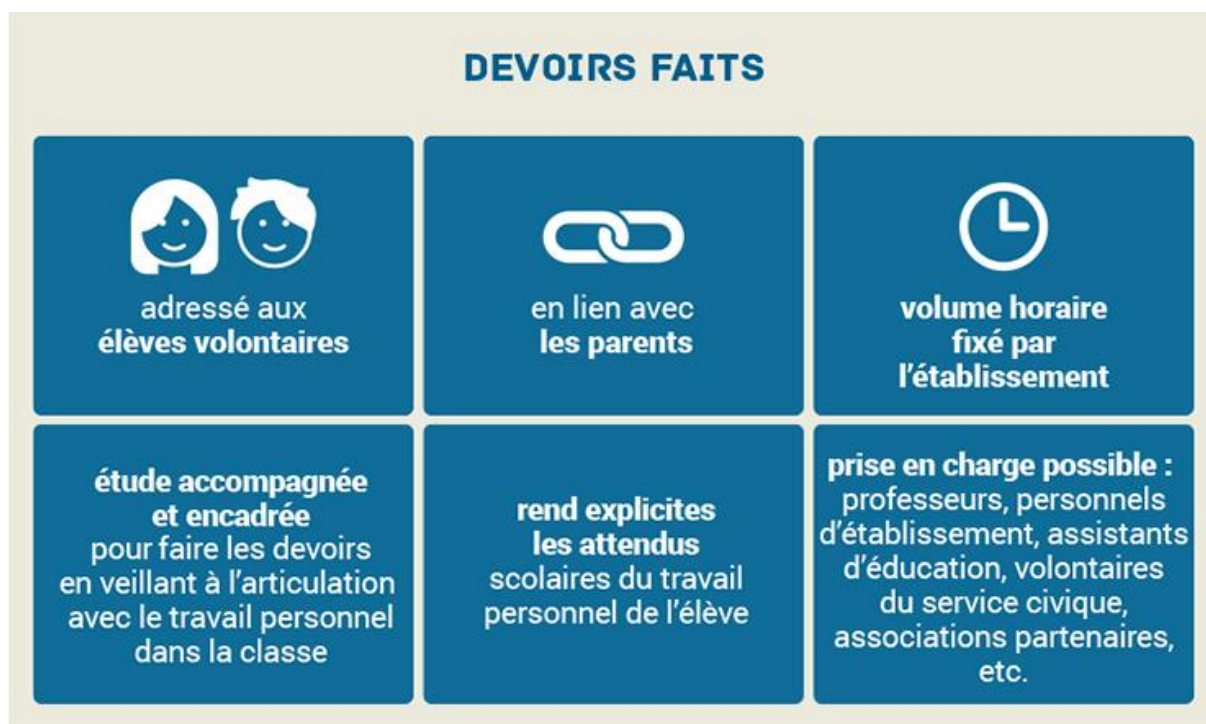 DEVOIRS FAITS
adressé aux
élèves volontaires
en lien avec
les parents
volume horaire
fixé par
l'établissement
étude accompagnée
et encadrée
pour faire les devoirs
en veillant à l'articulation
avec le travail personnel
dans la classe
rend explicites
les attendus
scolaires du travail
personnel de l'élève
prise en charge possible :
professeurs, personnels
d'établissement, assistants
d'éducation, volontaires
du service civique,
associations partenaires,
etc.